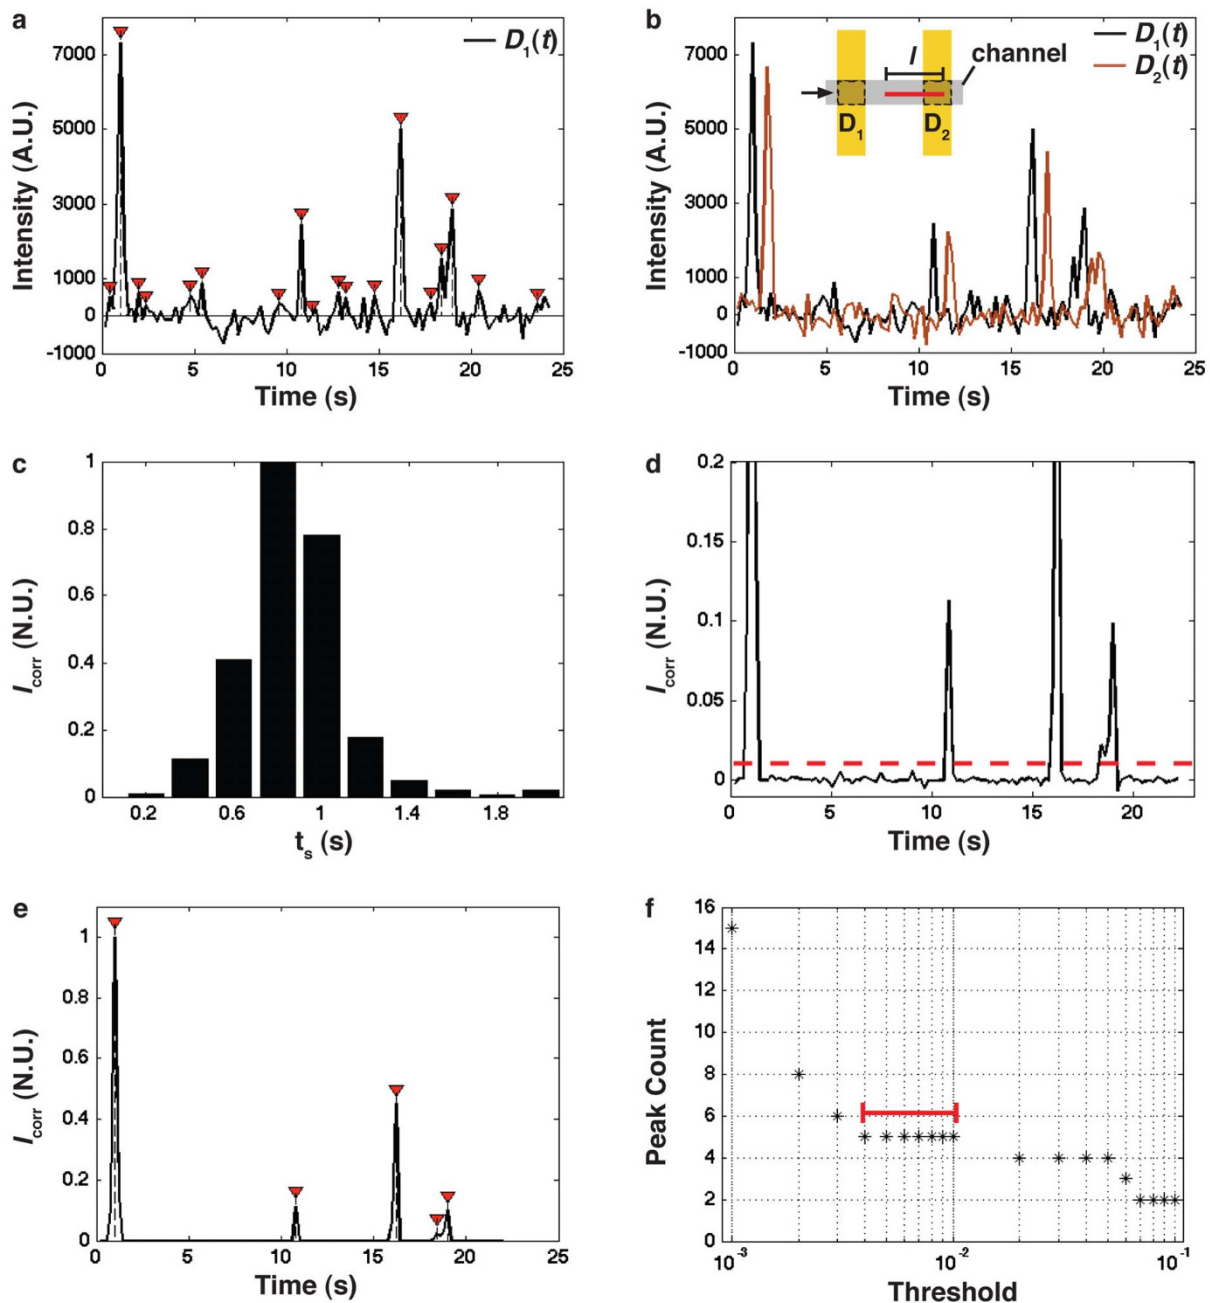 a
D1(t)
7000
5000
3000
1000
0
-1000
Intensity (A.U.)
0 5 10 15 20 25
Time (s)
b
D1(t)
D2(t)
l
channel
D1
D2
7000
5000
3000
1000
0
-1000
Intensity (A.U.)
0 5 10 15 20 25
Time (s)
c
1
0.8
0.6
0.4
0.2
0
Icorr (N.U.)
0.2 0.6 1 1.4 1.8
ts (s)
d
0.2
0.15
0.1
0.05
0
Icorr (N.U.)
0 5 10 15 20
Time (s)
e
1
0.8
0.6
0.4
0.2
0
Icorr (N.U.)
0 5 10 15 20 25
Time (s)
f
16
14
12
10
8
6
4
2
0
Peak Count
10-3 10-2 10-1
Threshold